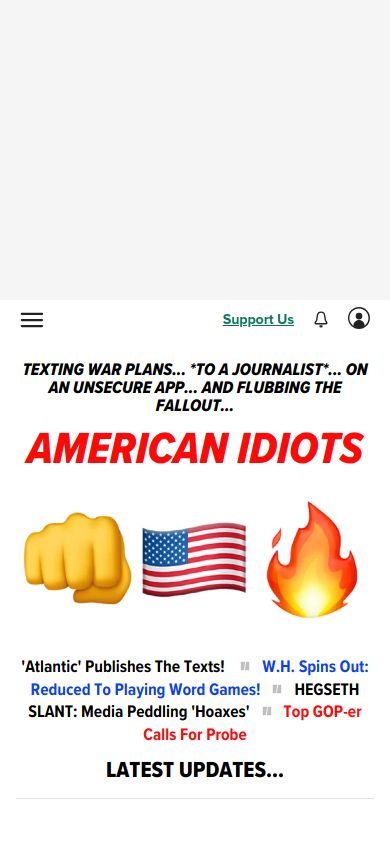 Support Us
TEXTING WAR PLANS... *TO A JOURNALIST*... ON
AN UNSECURE APP... AND FLUBBING THE
FALLOUT...
AMERICAN IDIOTS
'Atlantic' Publishes The Texts! W.H. Spins Out:
Reduced To Playing Word Games! HEGSETH
SLANT: Media Peddling 'Hoaxes' Top GOP-er
Calls For Probe
LATEST UPDATES...